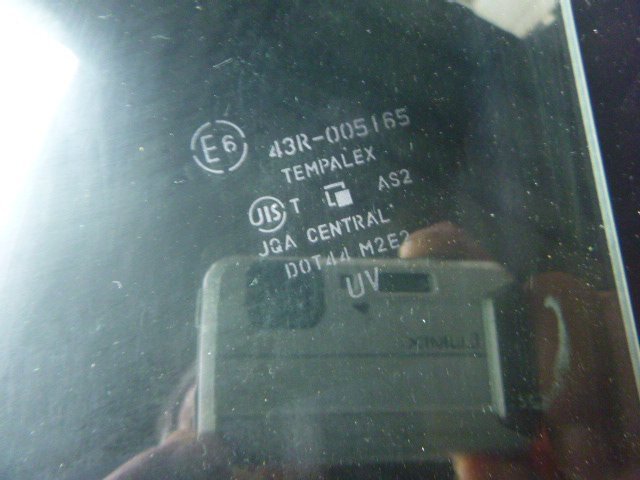 E6 43R-005165
TEMPALEX
JIS T AS2
JQA CENTRAL
DOT44 M2E2
UV
LUMIX